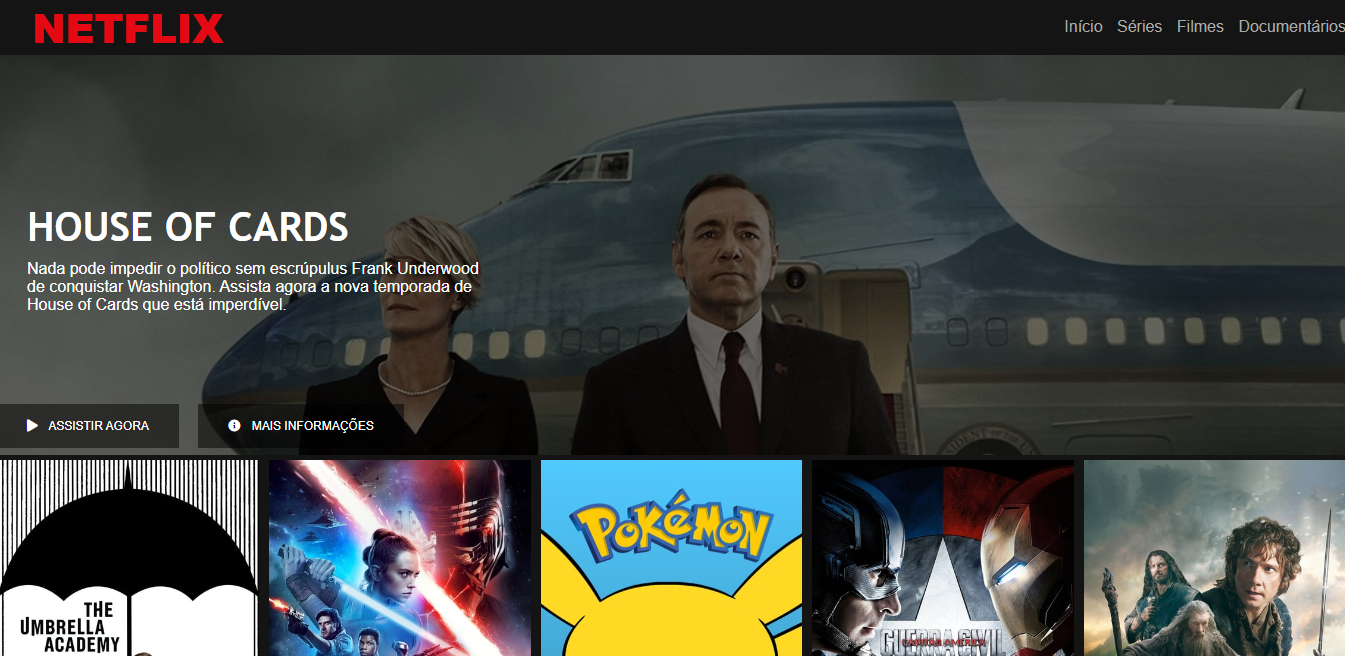 NETFLIX
Início Séries Filmes Documentários
HOUSE OF CARDS
Nada pode impedir o político sem escrúpulus Frank Underwood
de conquistar Washington. Assista agora a nova temporada de
House of Cards que está imperdível.
ASSISTIR AGORA MAIS INFORMAÇÕES
THE
UMBRELLA
ACADEMY
POKéMON
CAPITÃO AMÉRICA
GUERRA CIVIL